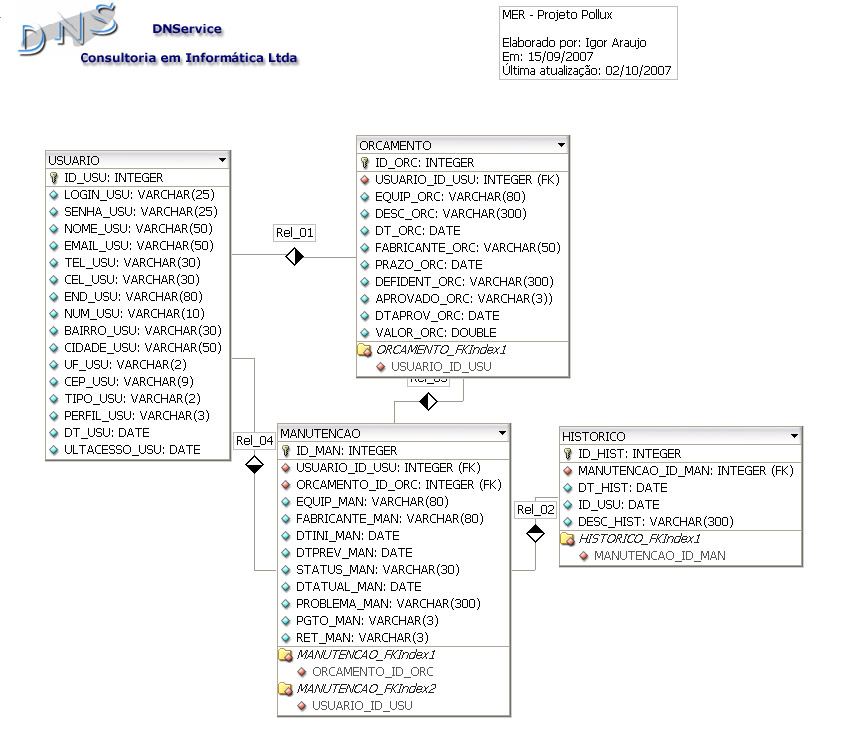 DNS
DNService
Consultoria em Informática Ltda
MER - Projeto Pollux
Elaborado por: Igor Araujo
Em: 15/09/2007
Última atualização: 02/10/2007
USUARIO
ID_USU: INTEGER
LOGIN_USU: VARCHAR(25)
SENHA_USU: VARCHAR(25)
NOME_USU: VARCHAR(50)
EMAIL_USU: VARCHAR(50)
TEL_USU: VARCHAR(30)
CEL_USU: VARCHAR(30)
END_USU: VARCHAR(80)
NUM_USU: VARCHAR(10)
BAIRRO_USU: VARCHAR(30)
CIDADE_USU: VARCHAR(50)
UF_USU: VARCHAR(2)
CEP_USU: VARCHAR(9)
TIPO_USU: VARCHAR(2)
PERFIL_USU: VARCHAR(3)
DT_USU: DATE
ULTACESSO_USU: DATE
Rel_01
ORCAMENTO
ID_ORC: INTEGER
USUARIO_ID_USU: INTEGER (FK)
EQUIP_ORC: VARCHAR(80)
DESC_ORC: VARCHAR(300)
DT_ORC: DATE
FABRICANTE_ORC: VARCHAR(50)
PRAZO_ORC: DATE
DEFIDENT_ORC: VARCHAR(300)
APROVADO_ORC: VARCHAR(3))
DTAPROV_ORC: DATE
VALOR_ORC: DOUBLE
ORCAMENTO_FKIndex1
USUARIO_ID_USU
Rel_03
Rel_04
MANUTENCAO
ID_MAN: INTEGER
USUARIO_ID_USU: INTEGER (FK)
ORCAMENTO_ID_ORC: INTEGER (FK)
EQUIP_MAN: VARCHAR(80)
FABRICANTE_MAN: VARCHAR(80)
DTINI_MAN: DATE
DTPREV_MAN: DATE
STATUS_MAN: VARCHAR(30)
DTATUAL_MAN: DATE
PROBLEMA_MAN: VARCHAR(300)
PGTO_MAN: VARCHAR(3)
RET_MAN: VARCHAR(3)
MANUTENCAO_FKIndex1
ORCAMENTO_ID_ORC
MANUTENCAO_FKIndex2
USUARIO_ID_USU
Rel_02
HISTORICO
ID_HIST: INTEGER
MANUTENCAO_ID_MAN: INTEGER (FK)
DT_HIST: DATE
ID_USU: DATE
DESC_HIST: VARCHAR(300)
HISTORICO_FKIndex1
MANUTENCAO_ID_MAN